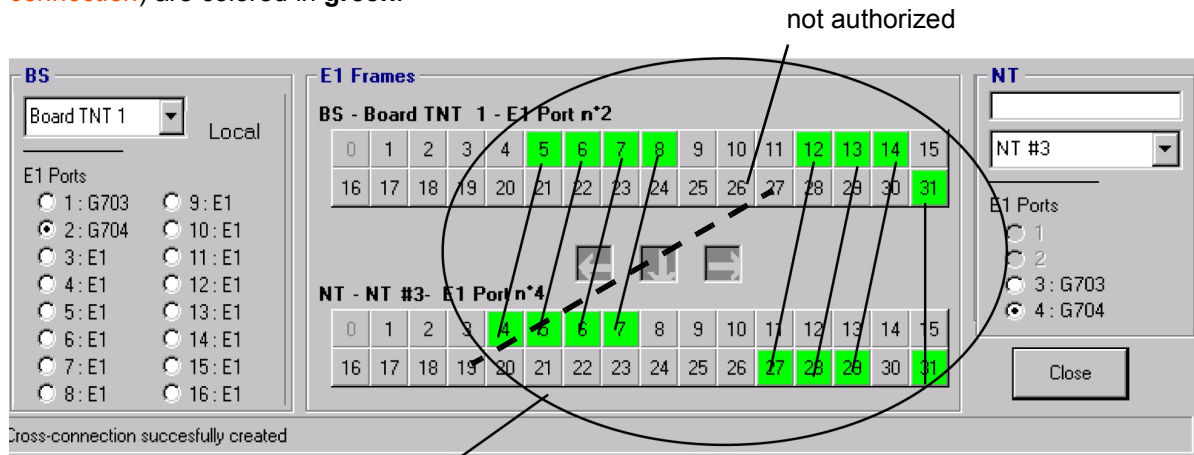 connection) are colored in green.
not authorized
BS
Board TNT 1
Local
E1 Ports
1 : G703
2 : G704
3 : E1
4 : E1
5 : E1
6 : E1
7 : E1
8 : E1
9 : E1
10 : E1
11 : E1
12 : E1
13 : E1
14 : E1
15 : E1
16 : E1
E1 Frames
BS - Board TNT 1 - E1 Port n°2
0 1 2 3 4 5 6 7 8 9 10 11 12 13 14 15
16 17 18 19 20 21 22 23 24 25 26 27 28 29 30 31
NT - NT #3- E1 Port n°4
0 1 2 3 4 5 6 7 8 9 10 11 12 13 14 15
16 17 18 19 20 21 22 23 24 25 26 27 28 29 30 31
NT
NT #3
E1 Ports
1
2
3 : G703
4 : G704
Close
Cross-connection succesfully created